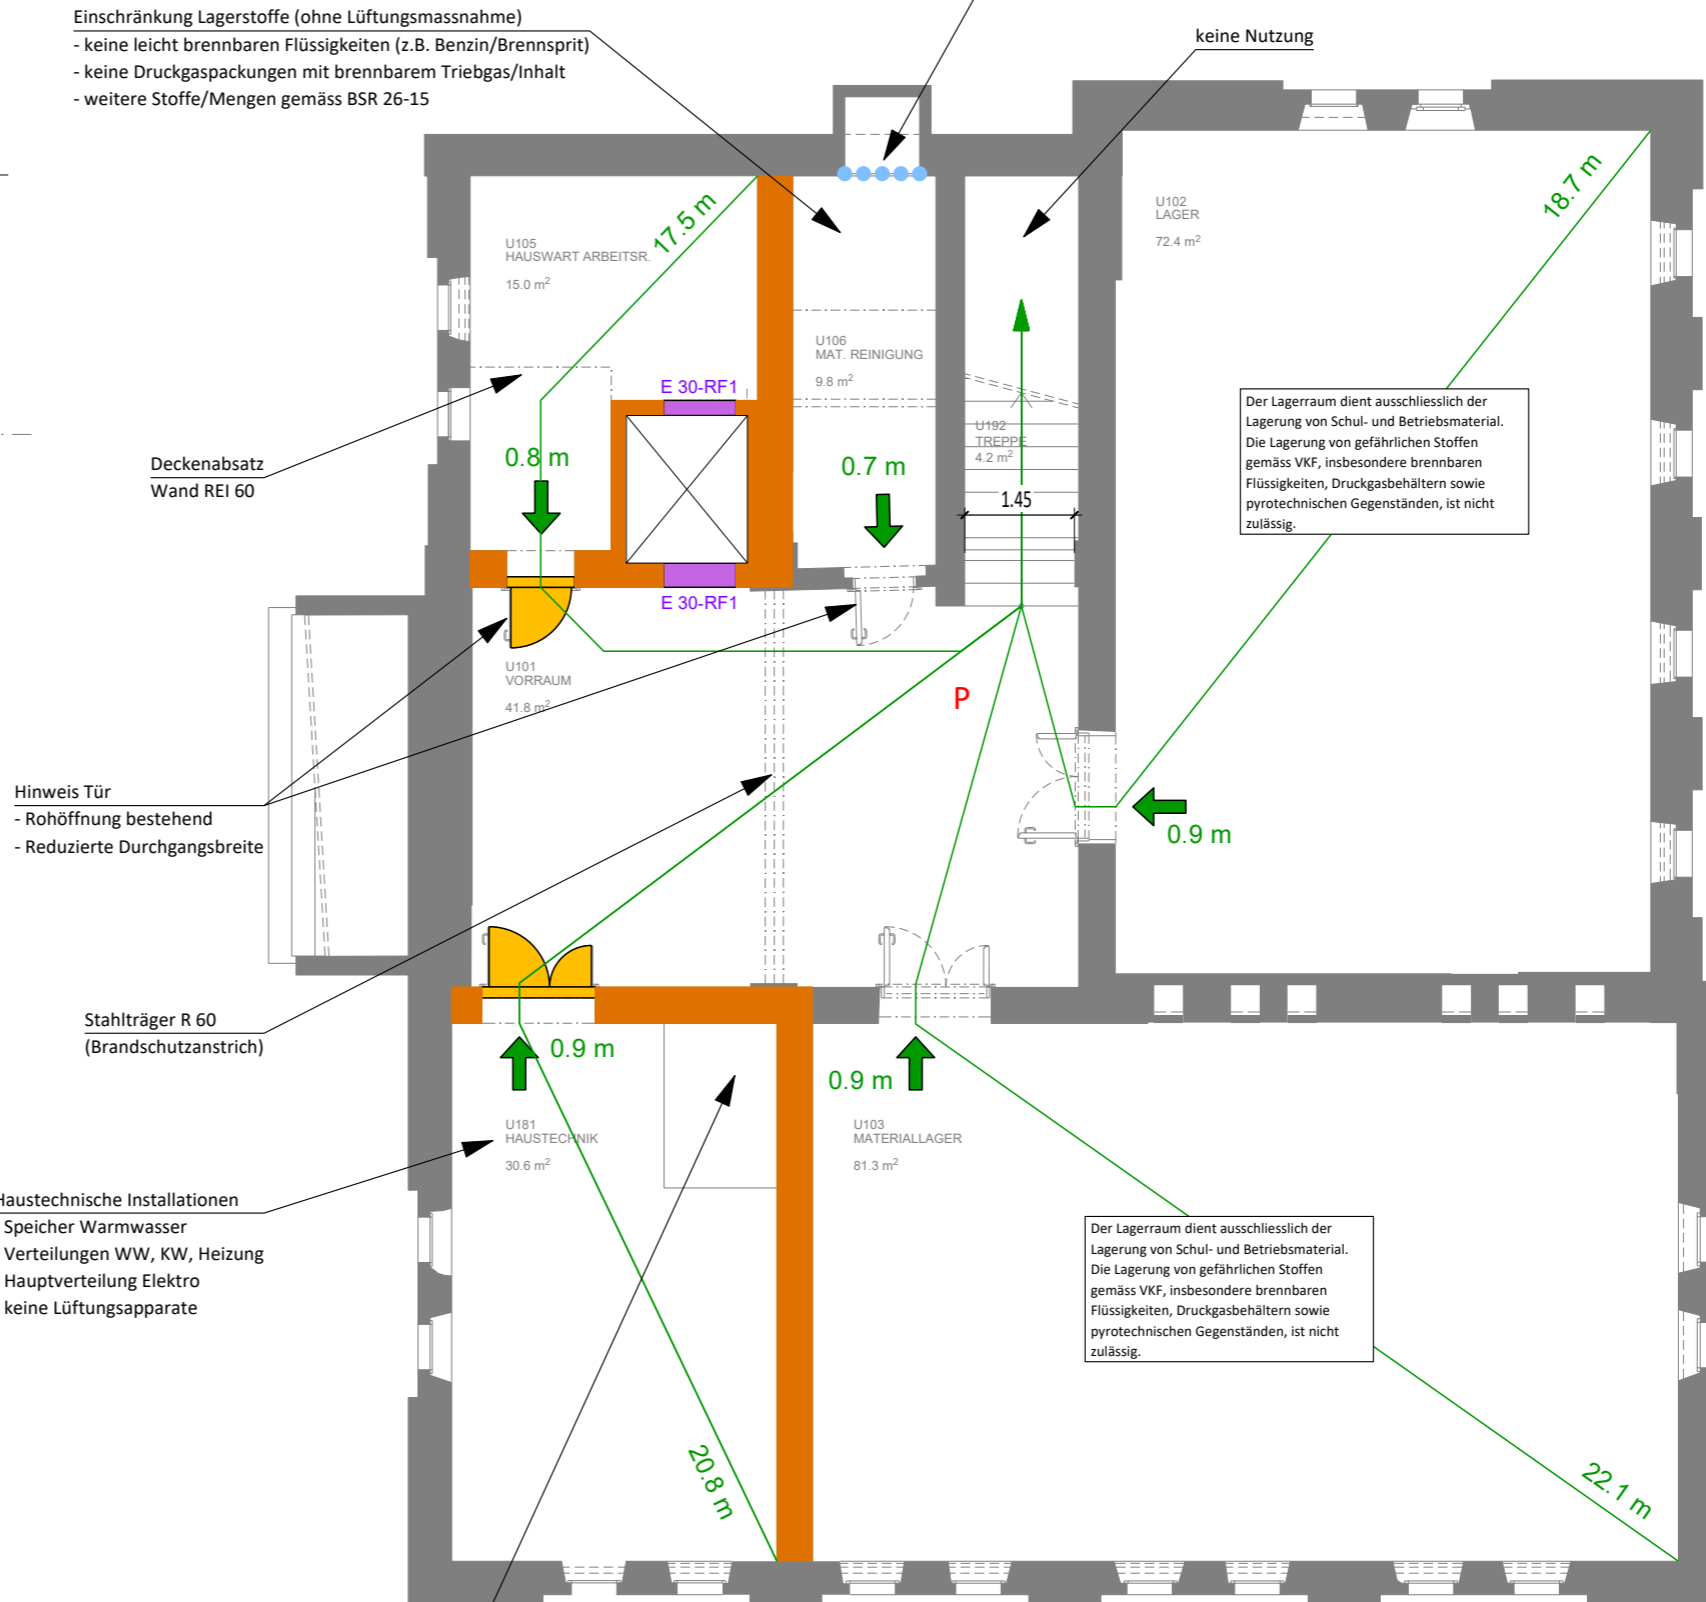 Einschränkung Lagerstoffe (ohne Lüftungsmassnahme)
- keine leicht brennbaren Flüssigkeiten (z.B. Benzin/Brennsprit)
- keine Druckgaspackungen mit brennbarem Triebgas/Inhalt
- weitere Stoffe/Mengen gemäss BSR 26-15
keine Nutzung
17.5 m
18.7 m
U105
HAUSWART ARBEITSR.
15.0 m²
U102
LAGER
72.4 m²
U106
MAT. REINIGUNG
9.8 m²
E 30-RF1
U192
TREPPE
4.2 m²
Der Lagerraum dient ausschliesslich der
Lagerung von Schul- und Betriebsmaterial.
Die Lagerung von gefährlichen Stoffen
gemäss VKF, insbesondere brennbaren
Flüssigkeiten, Druckgasbehältern sowie
pyrotechnischen Gegenständen, ist nicht
zulässig.
Deckenabsatz
Wand REI 60
0.8 m
0.7 m
1.45
E 30-RF1
U101
VORRAUM
41.8 m²
P
Hinweis Tür
- Rohöffnung bestehend
- Reduzierte Durchgangsbreite
0.9 m
Stahlträger R 60
(Brandschutzanstrich)
0.9 m
0.9 m
U181
HAUSTECHNIK
30.6 m²
U103
MATERIALLAGER
81.3 m²
Haustechnische Installationen
Speicher Warmwasser
Verteilungen WW, KW, Heizung
Hauptverteilung Elektro
keine Lüftungsapparate
Der Lagerraum dient ausschliesslich der
Lagerung von Schul- und Betriebsmaterial.
Die Lagerung von gefährlichen Stoffen
gemäss VKF, insbesondere brennbaren
Flüssigkeiten, Druckgasbehältern sowie
pyrotechnischen Gegenständen, ist nicht
zulässig.
20.8 m
22.1 m